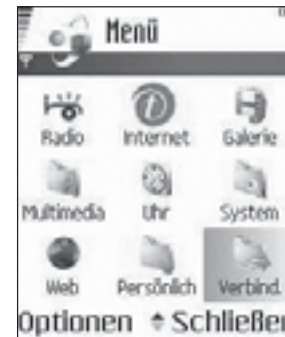 Menü
Radio Internet Galerie
Multimedia Uhr System
Web Persönlich Verbind.
Optionen Schließen